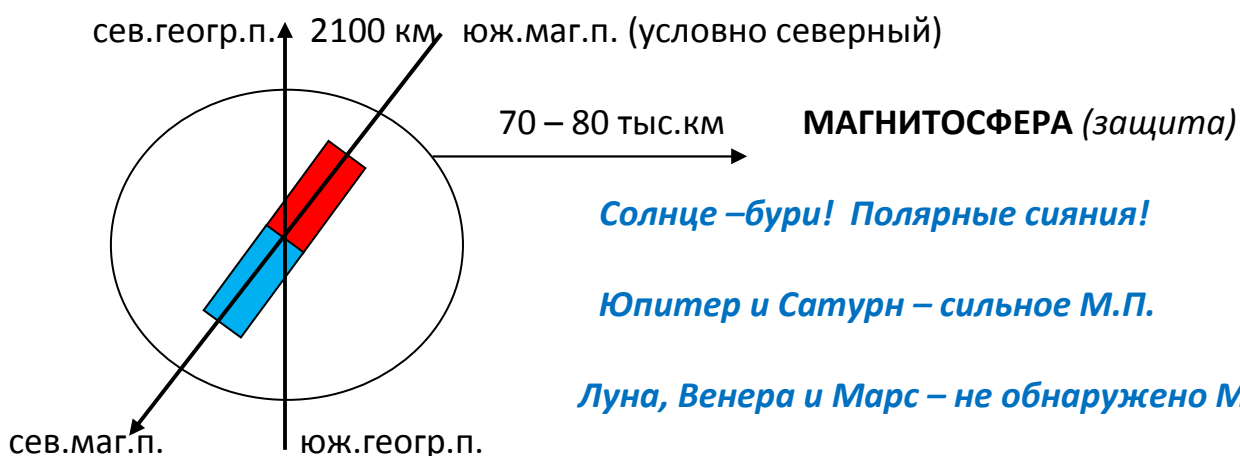 сев.геогр.п. 2100 км юж.маг.п. (условно северный)
70 – 80 тыс.км МАГНИТОСФЕРА (защита)
Солнце –бури! Полярные сияния!
Юпитер и Сатурн – сильное М.П.
Луна, Венера и Марс – не обнаружено М
сев.маг.п. юж.геогр.п.